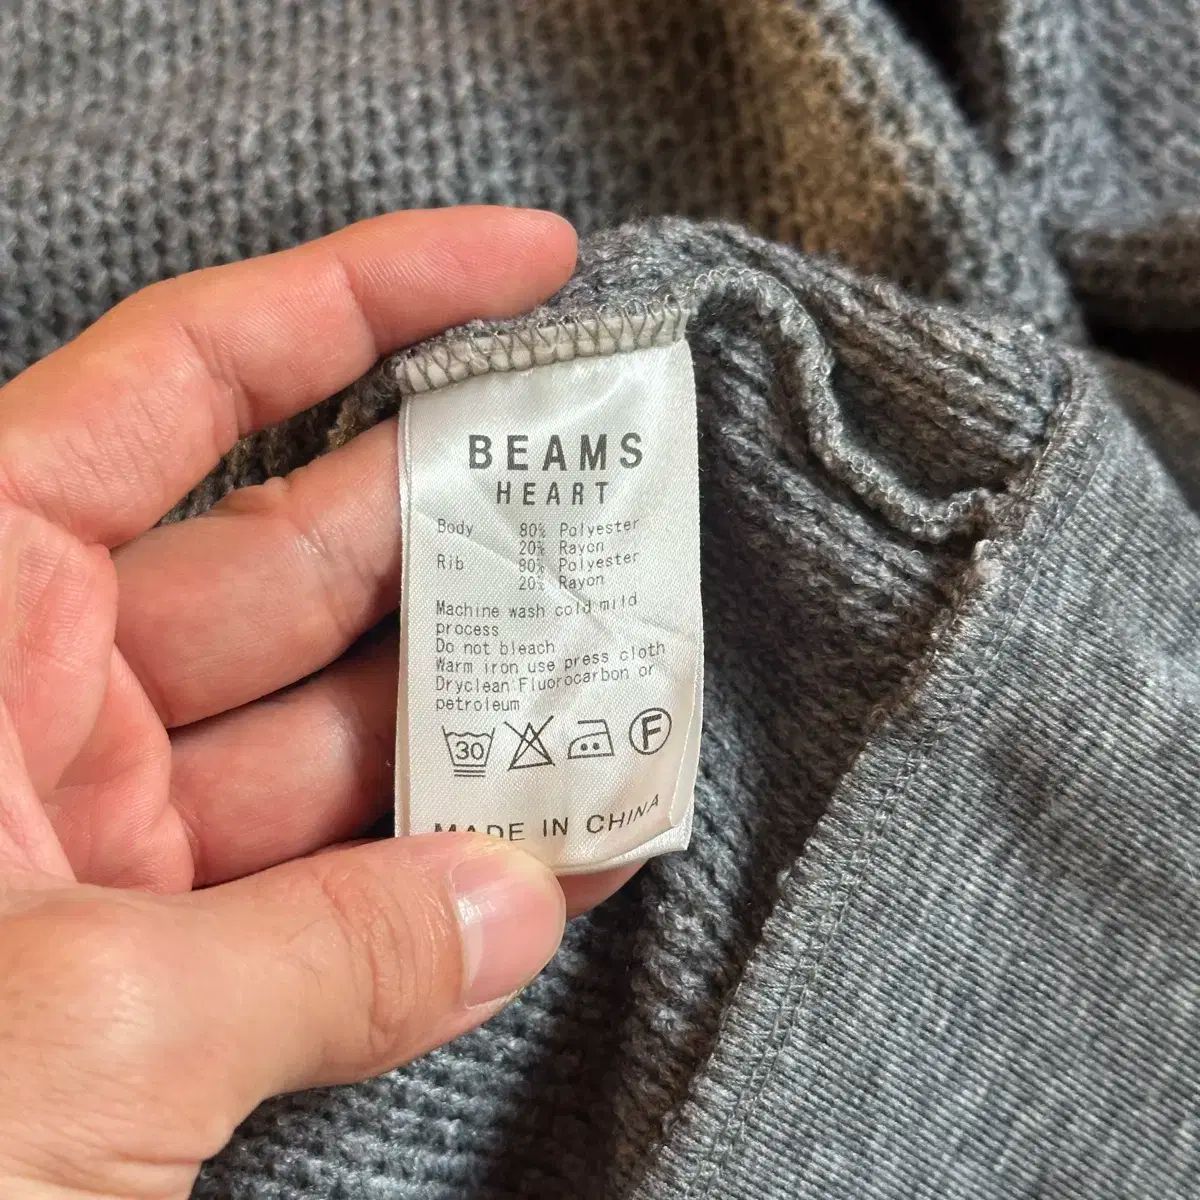 BEAMS
HEART
Body 80% Polyester
20% Rayon
Rib 80% Polyester
20% Rayon
Machine wash cold mild
process
Do not bleach
Warm iron use press cloth
Dryclean Fluorocarbon or
petroleum
30 F
MADE IN CHINA